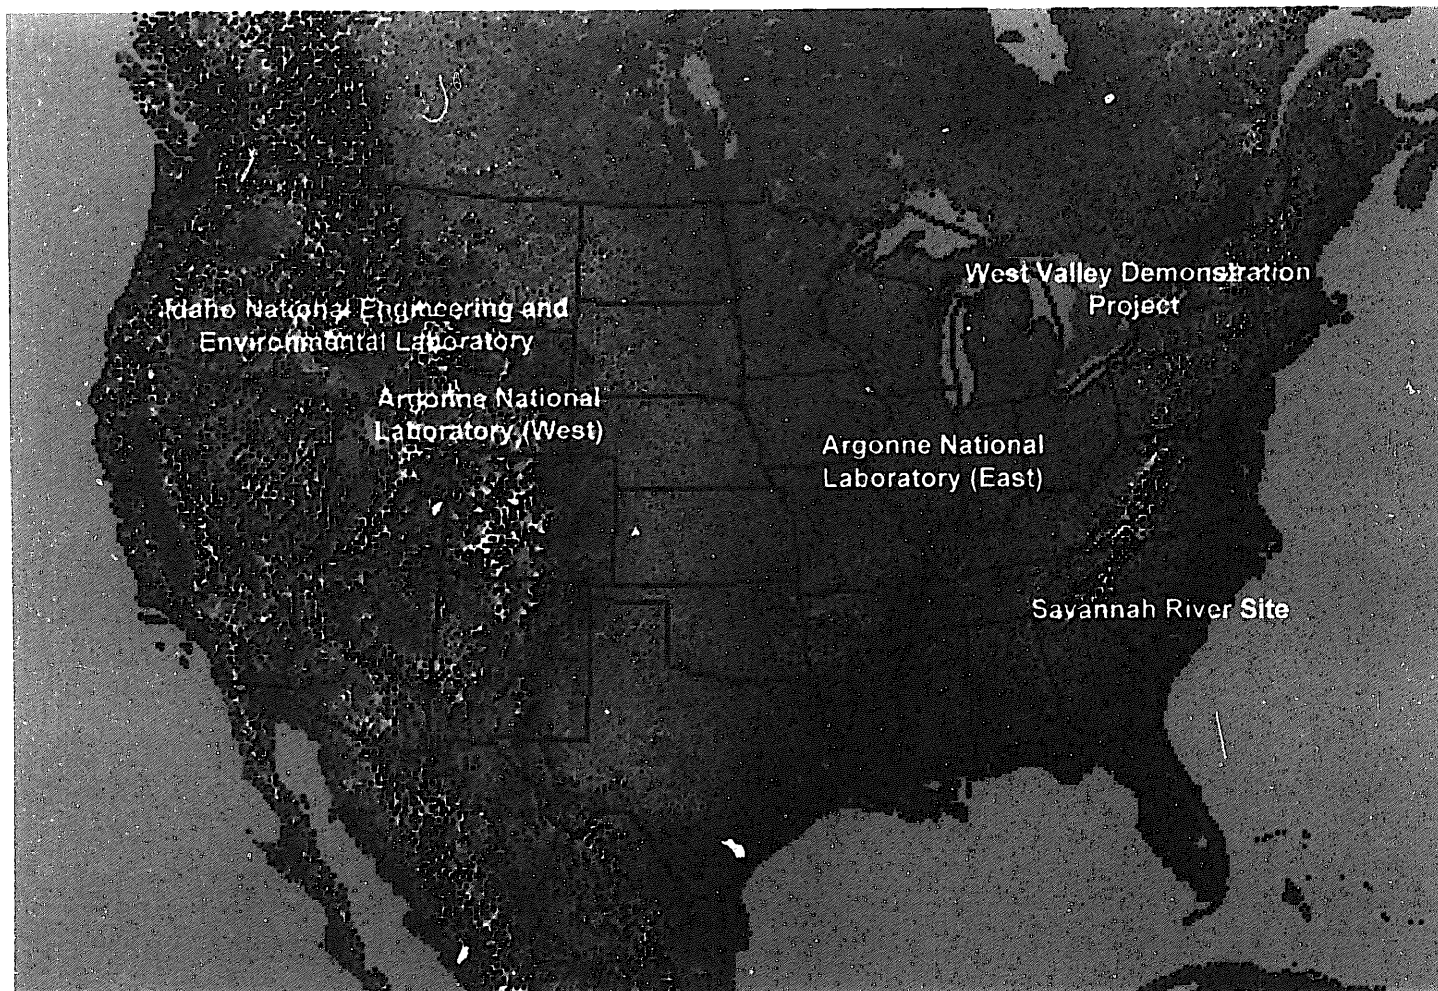 West Valley Demonstration
Project
Idaho National Engineering and
Environmental Laboratory
Argonne National
Laboratory (West)
Argonne National
Laboratory (East)
Savannah River Site